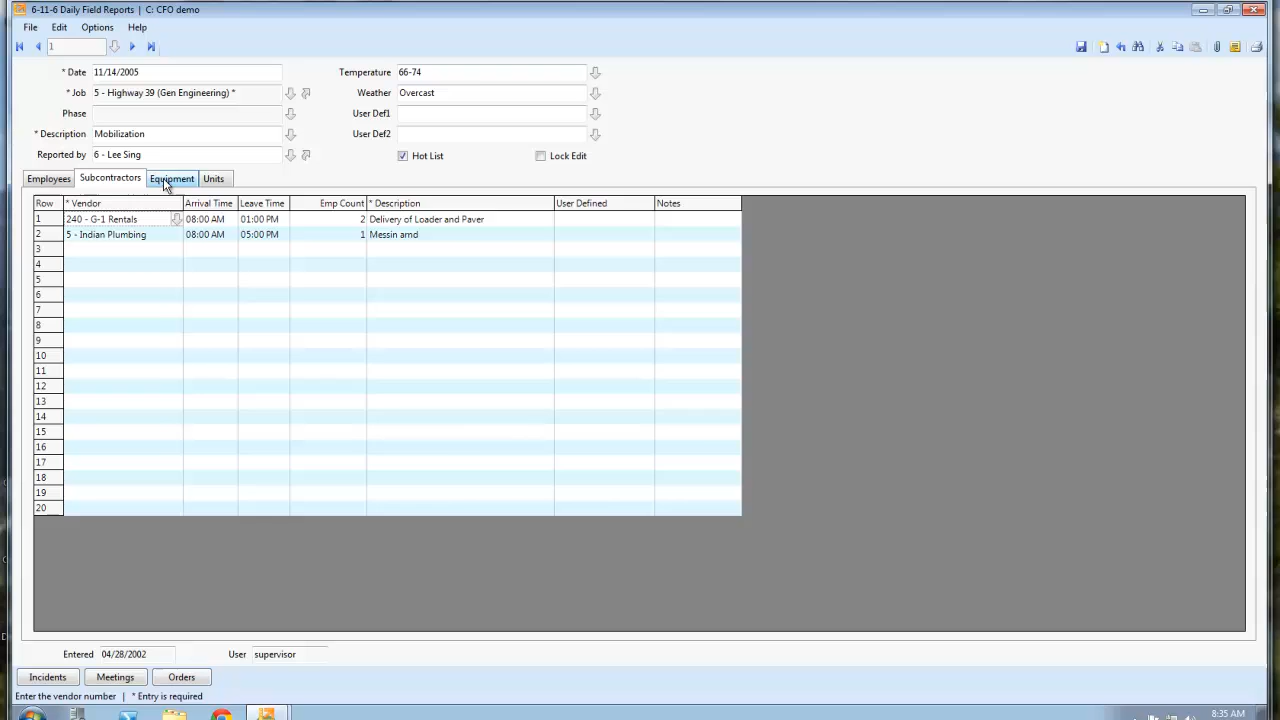 6-11-6 Daily Field Reports | C: CFO demo
File Edit Options Help
1
* Date 11/14/2005 Temperature 66-74
* Job 5 - Highway 39 (Gen Engineering) * Weather Overcast
Phase User Def1
* Description Mobilization User Def2
Reported by 6 - Lee Sing Hot List Lock Edit
Employees Subcontractors Equipment Units
Row * Vendor Arrival Time Leave Time Emp Count * Description User Defined Notes
1 240 - G-1 Rentals 08:00 AM 01:00 PM 2 Delivery of Loader and Paver
2 5 - Indian Plumbing 08:00 AM 05:00 PM 1 Messin arnd
3
4
5
6
7
8
9
10
11
12
13
14
15
16
17
18
19
20
Entered 04/28/2002 User supervisor
Incidents Meetings Orders
Enter the vendor number | * Entry is required
8:35 AM